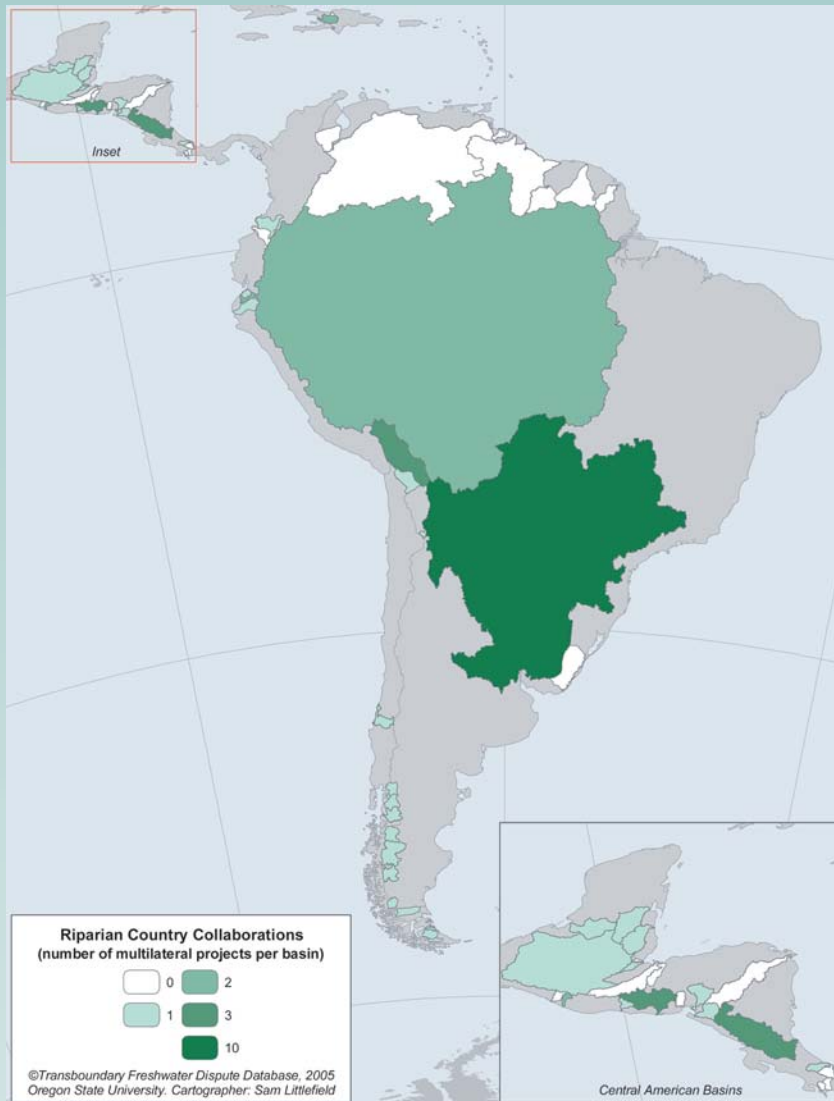 Inset
Riparian Country Collaborations
(number of multilateral projects per basin)
0 2
1 3
10
©Transboundary Freshwater Dispute Database, 2005
Oregon State University. Cartographer: Sam Littlefield
Central American Basins